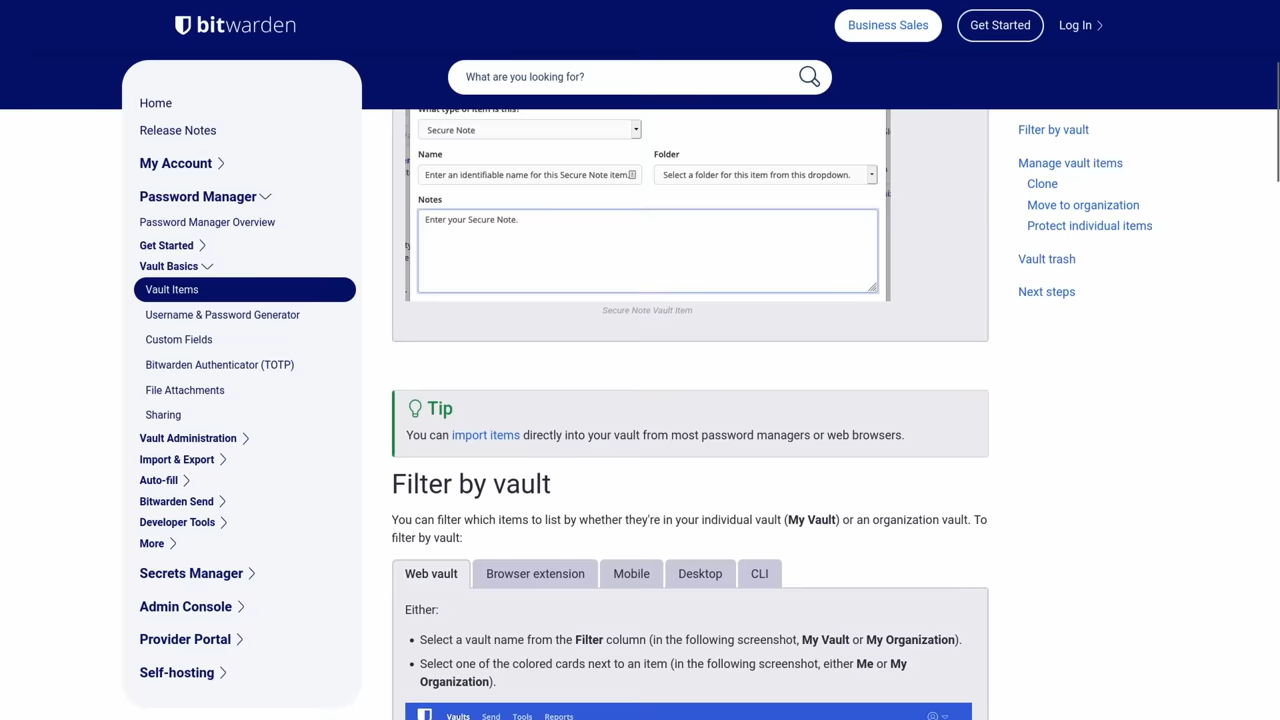 bitwarden
Business Sales
Get Started
Log In
What are you looking for?
Home
Release Notes
My Account
Password Manager
Password Manager Overview
Get Started
Vault Basics
Vault Items
Username & Password Generator
Custom Fields
Bitwarden Authenticator (TOTP)
File Attachments
Sharing
Vault Administration
Import & Export
Auto-fill
Bitwarden Send
Developer Tools
More
Secrets Manager
Admin Console
Provider Portal
Self-hosting
What type of item is this?
Secure Note
Name
Folder
Enter an identifiable name for this Secure Note item.
Select a folder for this item from this dropdown.
Notes
Enter your Secure Note.
Secure Note Vault Item
Tip
You can import items directly into your vault from most password managers or web browsers.
Filter by vault
You can filter which items to list by whether they're in your individual vault (My Vault) or an organization vault. To
filter by vault:
Web vault
Browser extension
Mobile
Desktop
CLI
Either:
• Select a vault name from the Filter column (in the following screenshot, My Vault or My Organization).
• Select one of the colored cards next to an item (in the following screenshot, either Me or My
Organization).
Vaults
Send
Tools
Reports
Filter by vault
Manage vault items
Clone
Move to organization
Protect individual items
Vault trash
Next steps